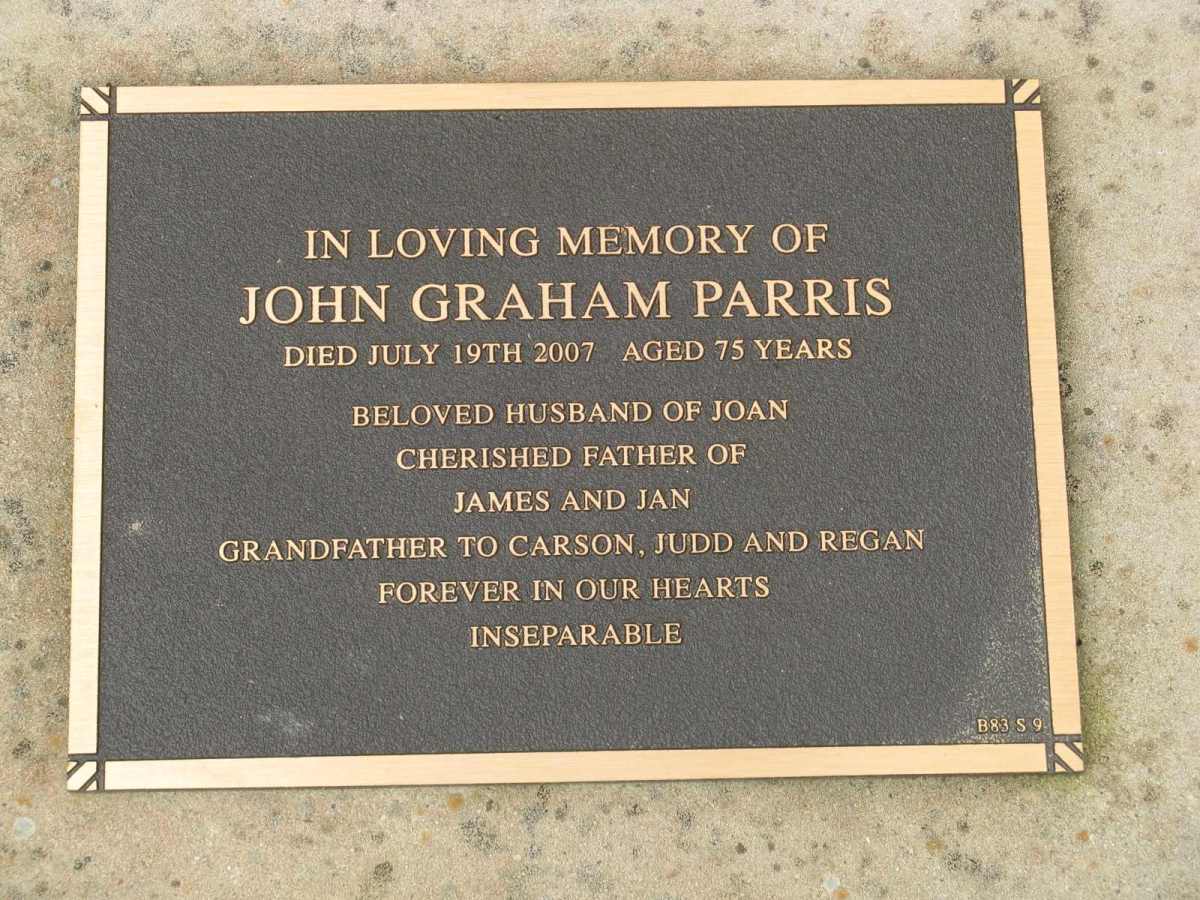 IN LOVING MEMORY OF
JOHN GRAHAM PARRIS
DIED JULY 19TH 2007 AGED 75 YEARS
BELOVED HUSBAND OF JOAN
CHERISHED FATHER OF
JAMES AND JAN
GRANDFATHER TO CARSON, JUDD AND REGAN
FOREVER IN OUR HEARTS
INSEPARABLE
B83 S 9